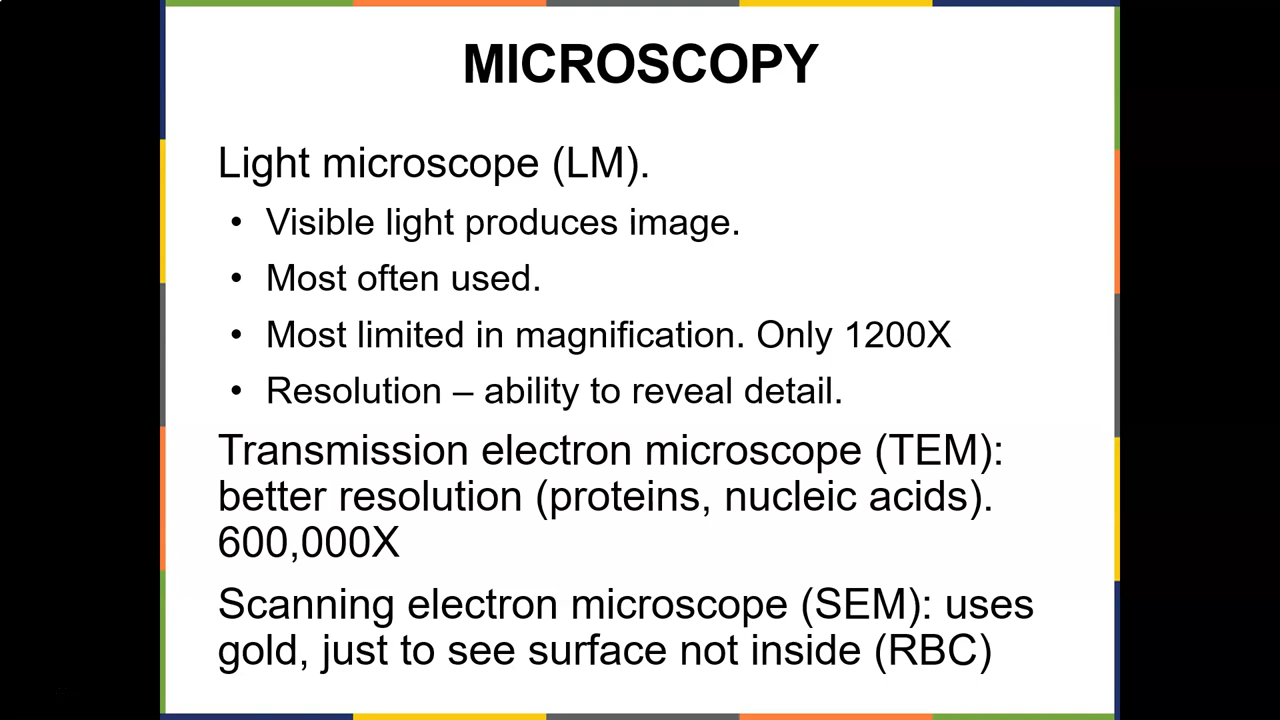 MICROSCOPY
Light microscope (LM).
• Visible light produces image.
• Most often used.
• Most limited in magnification. Only 1200X
• Resolution – ability to reveal detail.
Transmission electron microscope (TEM):
better resolution (proteins, nucleic acids).
600,000X
Scanning electron microscope (SEM): uses
gold, just to see surface not inside (RBC)